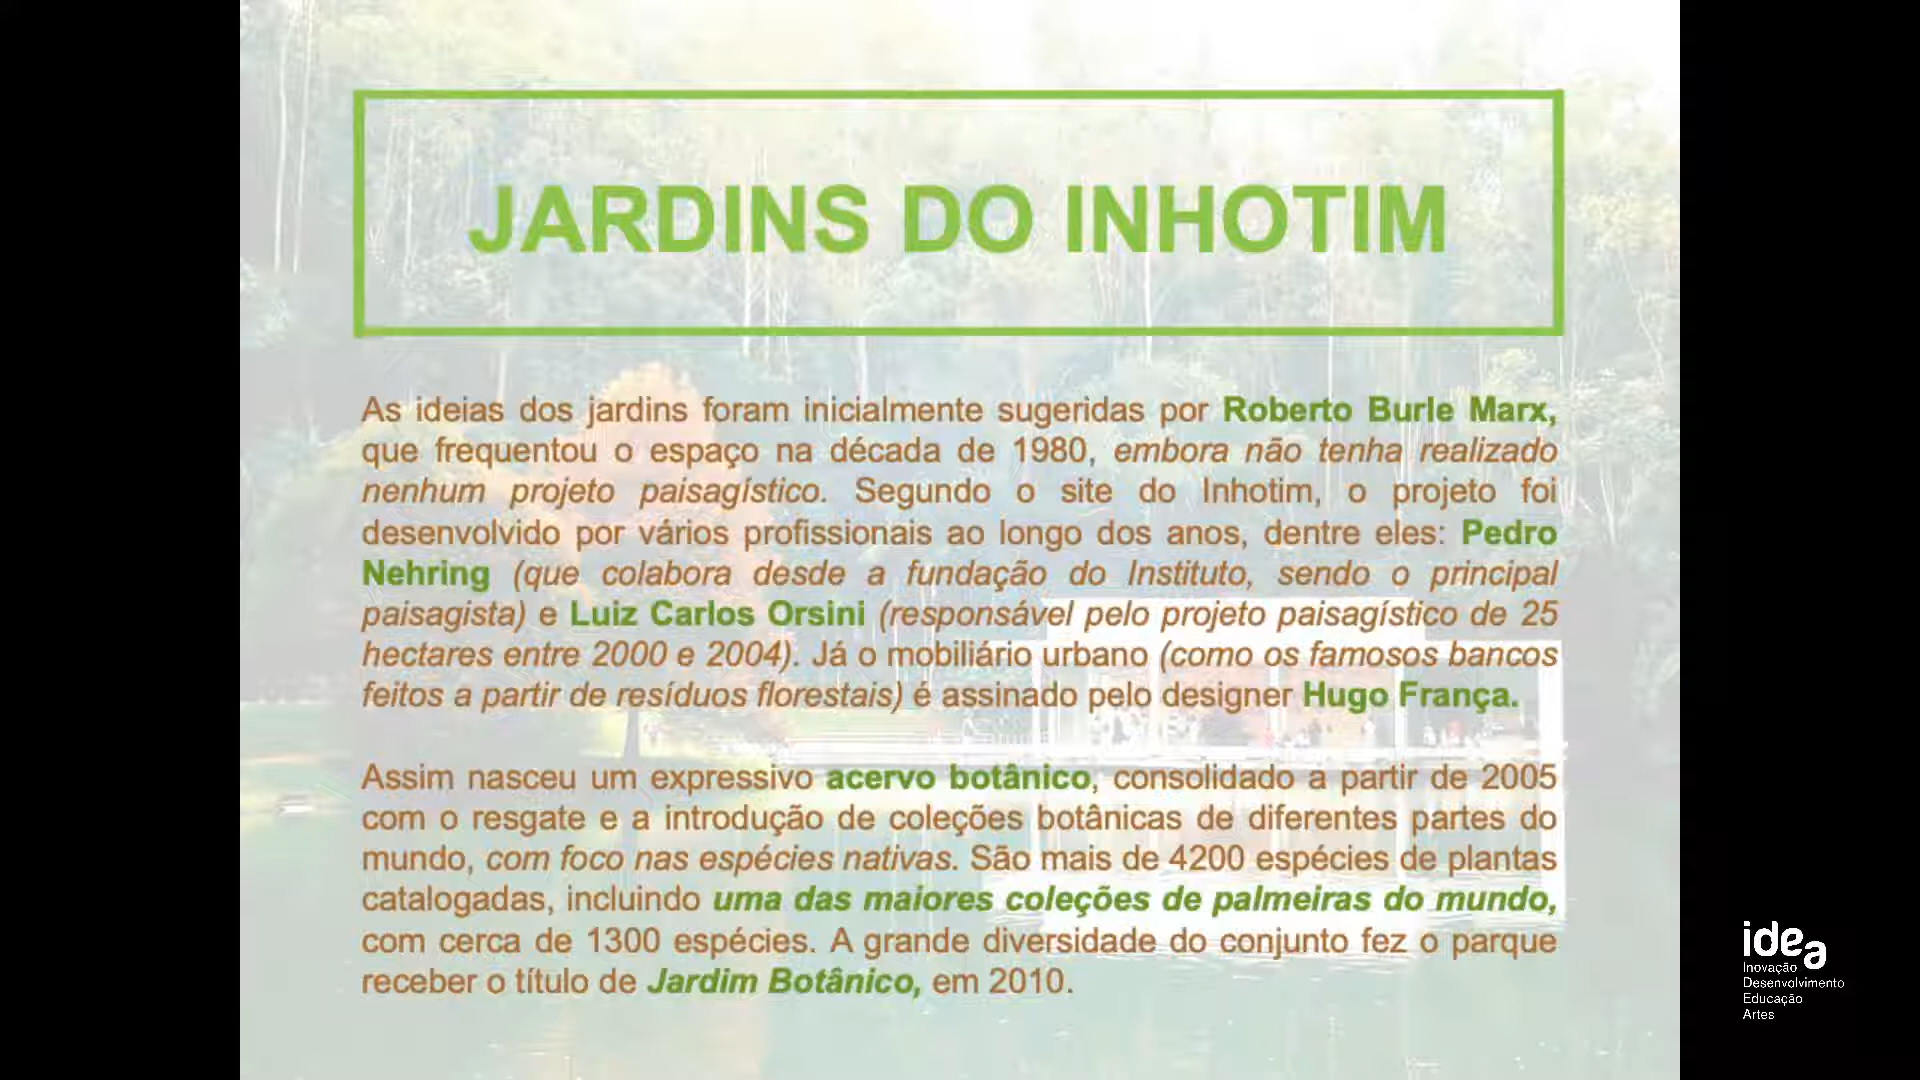 JARDINS DO INHOTIM
As ideias dos jardins foram inicialmente sugeridas por Roberto Burle Marx,
que frequentou o espaço na década de 1980, embora não tenha realizado
nenhum projeto paisagístico. Segundo o site do Inhotim, o projeto foi
desenvolvido por vários profissionais ao longo dos anos, dentre eles: Pedro
Nehring (que colabora desde a fundação do Instituto, sendo o principal
paisagista) e Luiz Carlos Orsini (responsável pelo projeto paisagístico de 25
hectares entre 2000 e 2004). Já o mobiliário urbano (como os famosos bancos
feitos a partir de resíduos florestais) é assinado pelo designer Hugo França.
Assim nasceu um expressivo acervo botânico, consolidado a partir de 2005
com o resgate e a introdução de coleções botânicas de diferentes partes do
mundo, com foco nas espécies nativas. São mais de 4200 espécies de plantas
catalogadas, incluindo uma das maiores coleções de palmeiras do mundo,
com cerca de 1300 espécies. A grande diversidade do conjunto fez o parque
receber o título de Jardim Botânico, em 2010.
idea
Inovação
Desenvolvimento
Educação
Artes